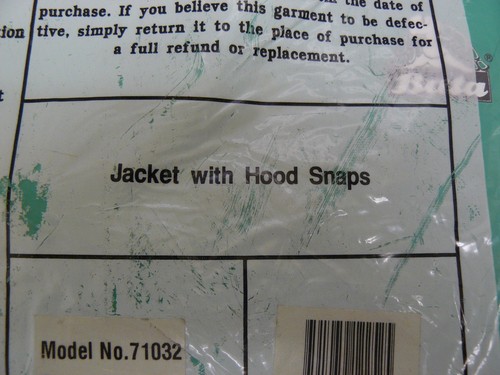 the date of
purchase. If you believe this garment to be defec-
tion tive, simply return it to the place of purchase for
a full refund or replacement.
Jacket with Hood Snaps
Model No.71032